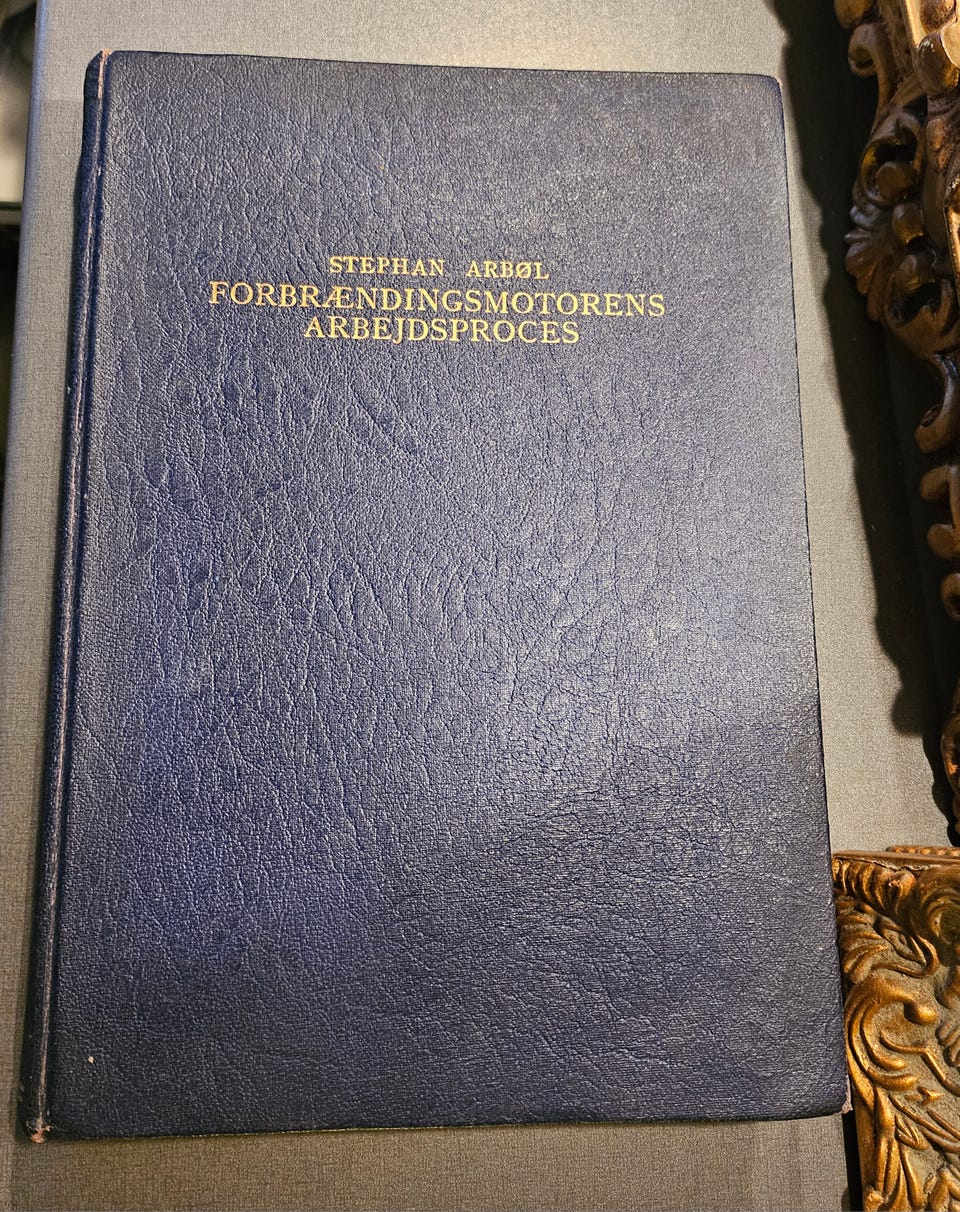 STEPHAN ARBØL
FORBRÆNDINGSMOTORENS
ARBEJDSPROCES